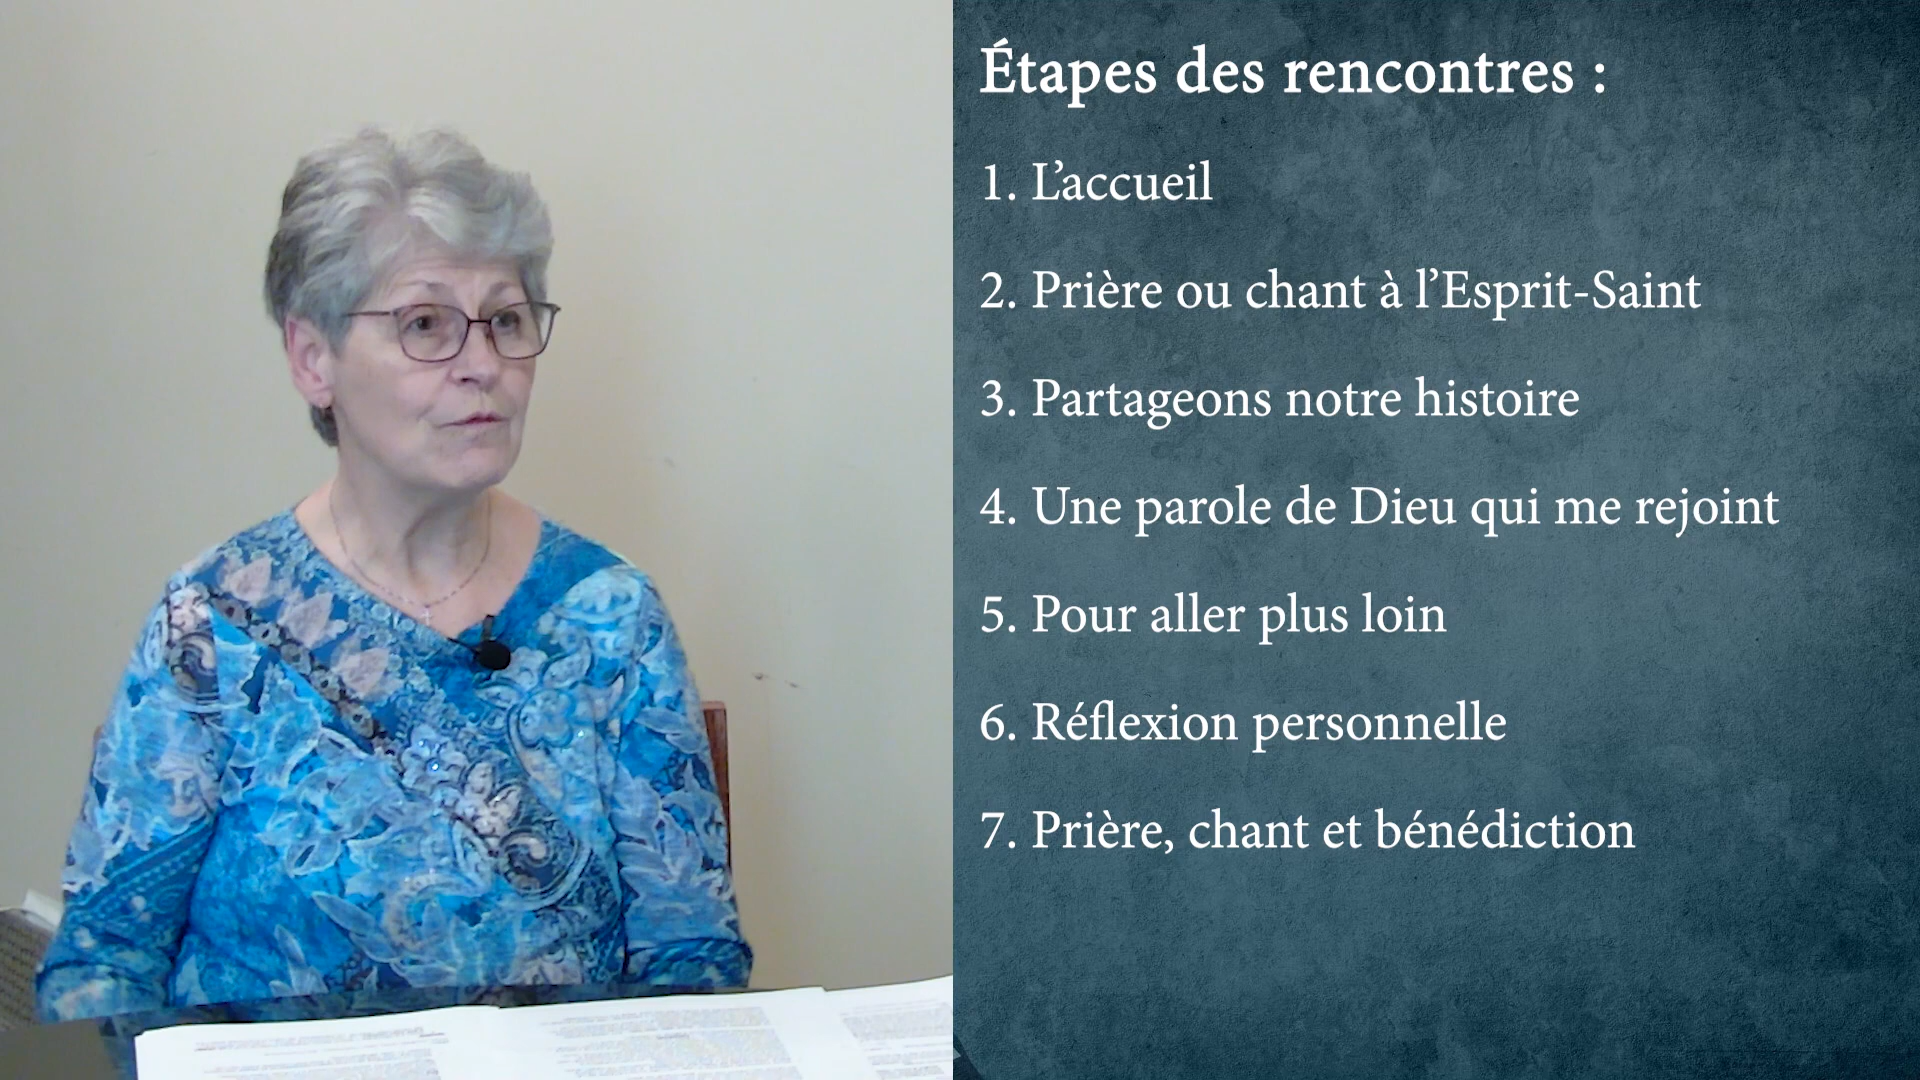 Étapes des rencontres :
1. L’accueil
2. Prière ou chant à l’Esprit-Saint
3. Partageons notre histoire
4. Une parole de Dieu qui me rejoint
5. Pour aller plus loin
6. Réflexion personnelle
7. Prière, chant et bénédiction